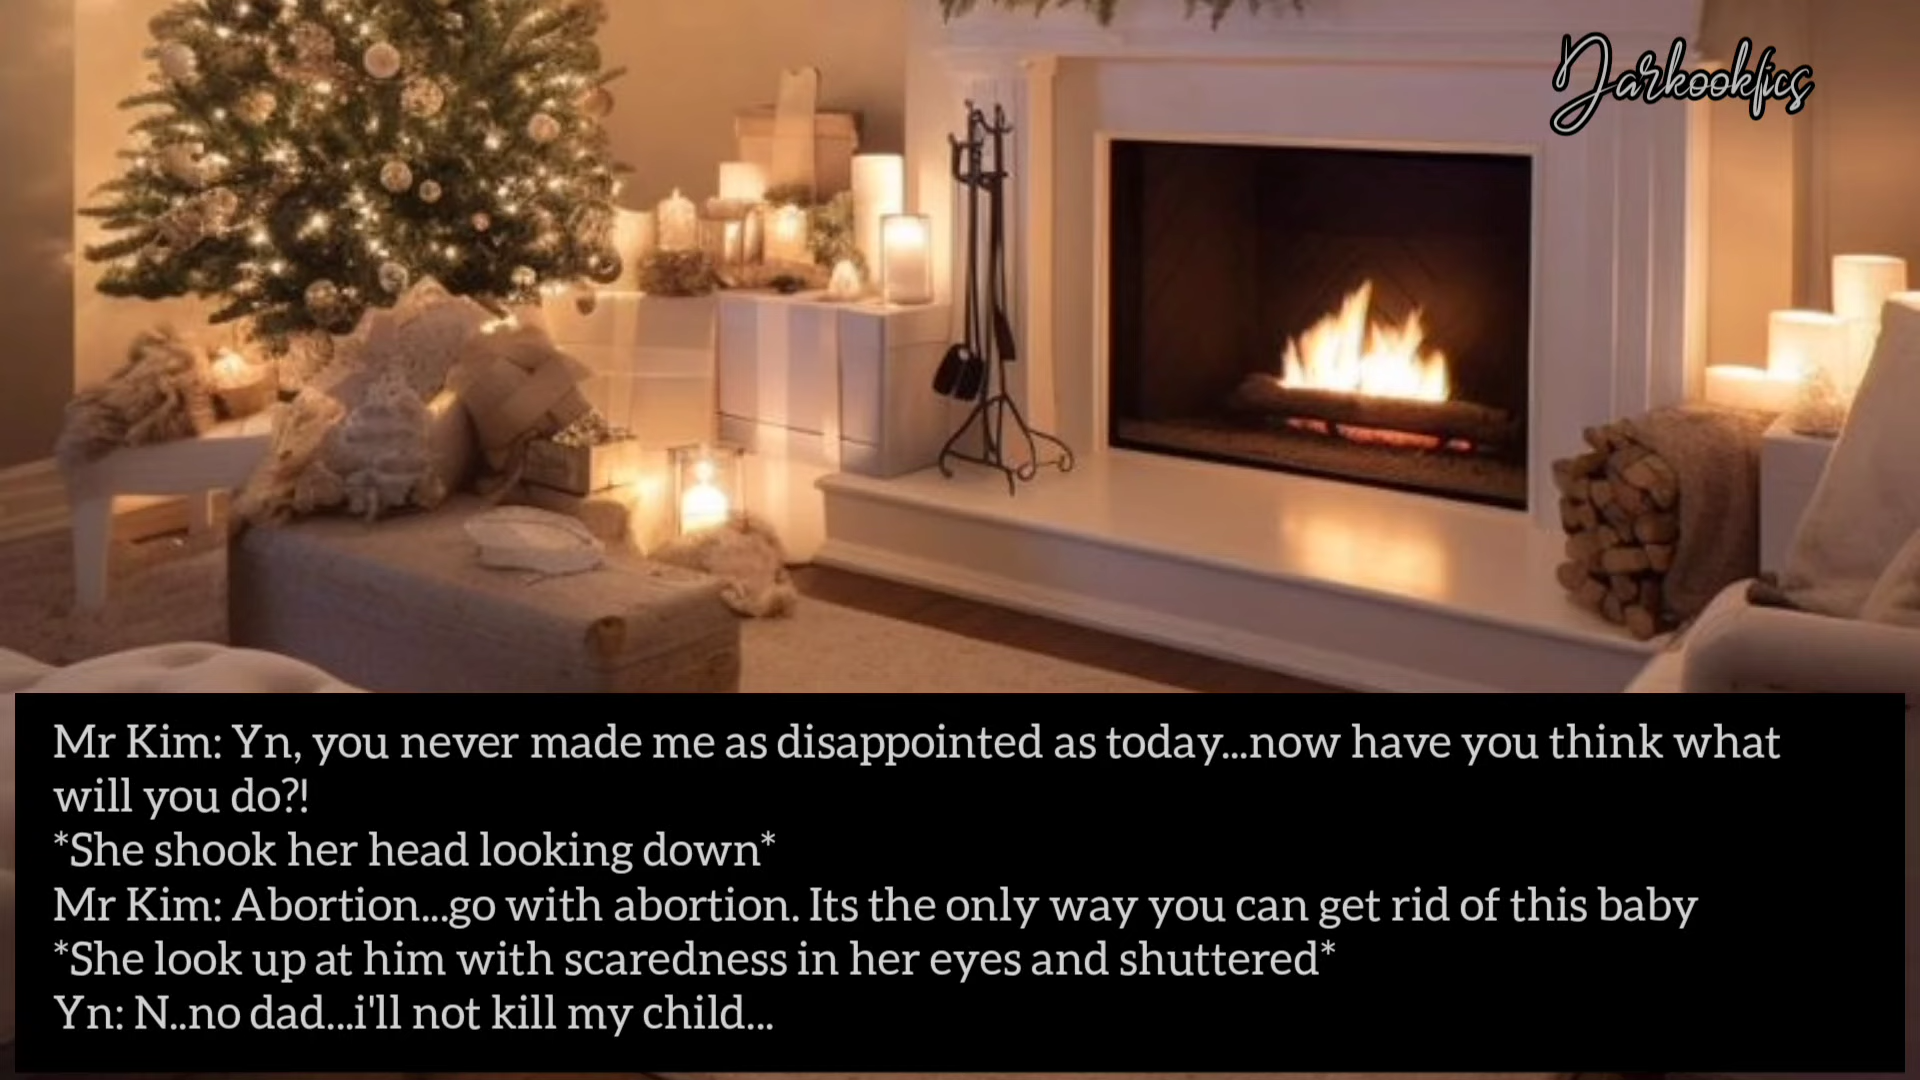 Darkookfics
Mr Kim: Yn, you never made me as disappointed as today...now have you think what
will you do?!
*She shook her head looking down*
Mr Kim: Abortion...go with abortion. Its the only way you can get rid of this baby
*She look up at him with scaredness in her eyes and shuttered*
Yn: N..no dad...i'll not kill my child...